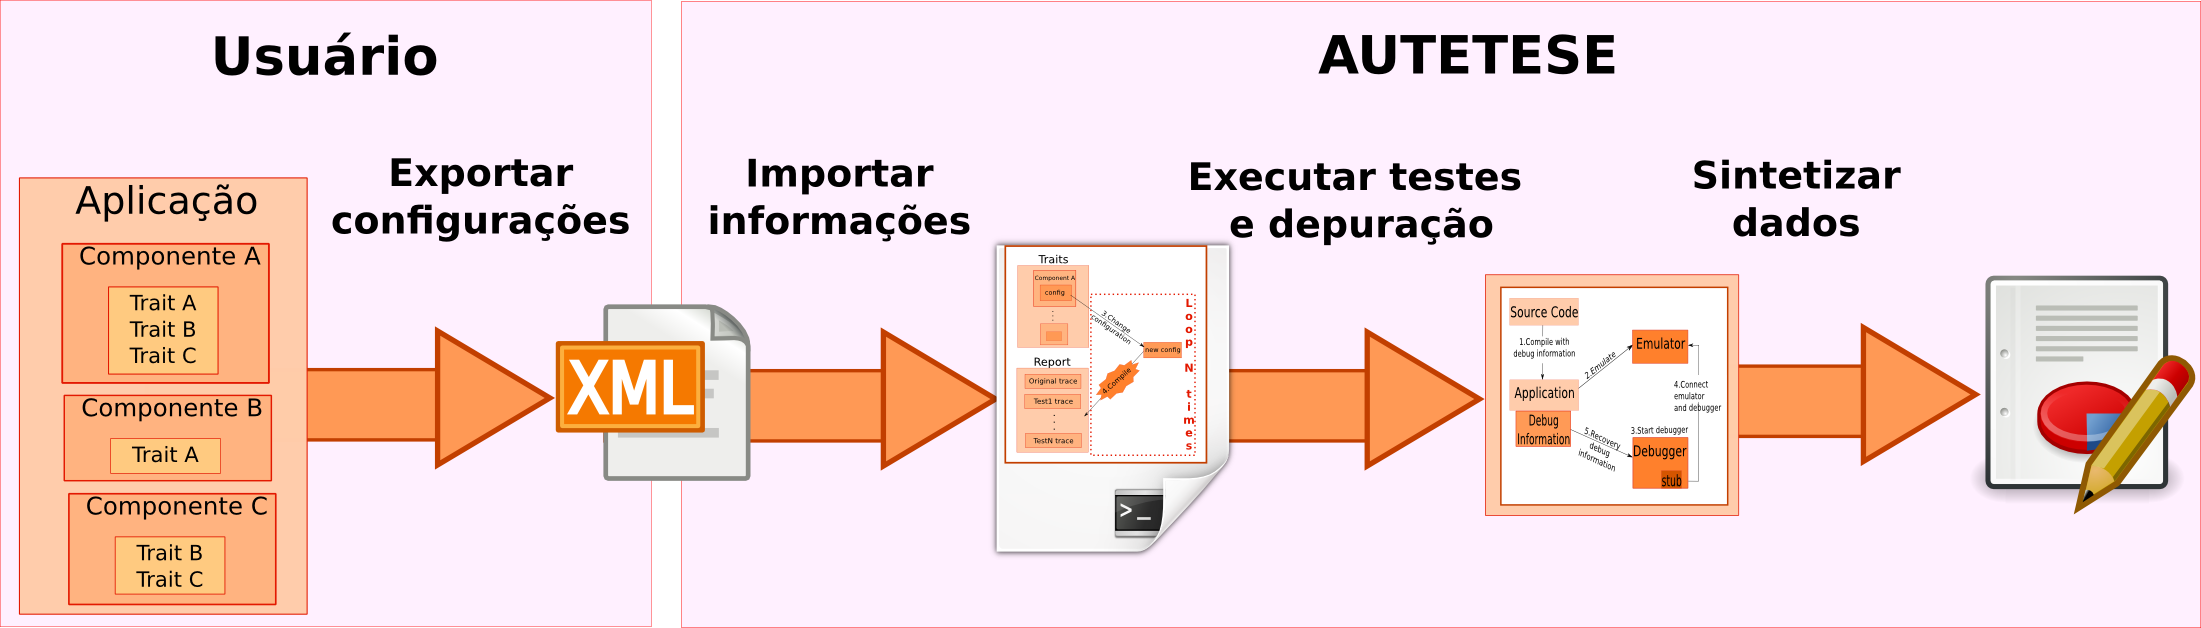 Usuário
AUTETESE
Exportar
configurações
Importar
informações
Executar testes
e depuração
Sintetizar
dados
Aplicação
Componente A
Trait A
Trait B
Trait C
Componente B
Trait A
Componente C
Trait B
Trait C
XML
Traits
Component A
config
3.Change
configuration
new config
4.Compile
Loop N times
Report
Original trace
Test1 trace
TestN trace
>_
Source Code
1.Compile with
debug information
2.Emulate
Emulator
Application
Debug
Information
4.Connect
emulator
and debugger
5.Recovery
debug
information
3.Start debugger
Debugger
stub